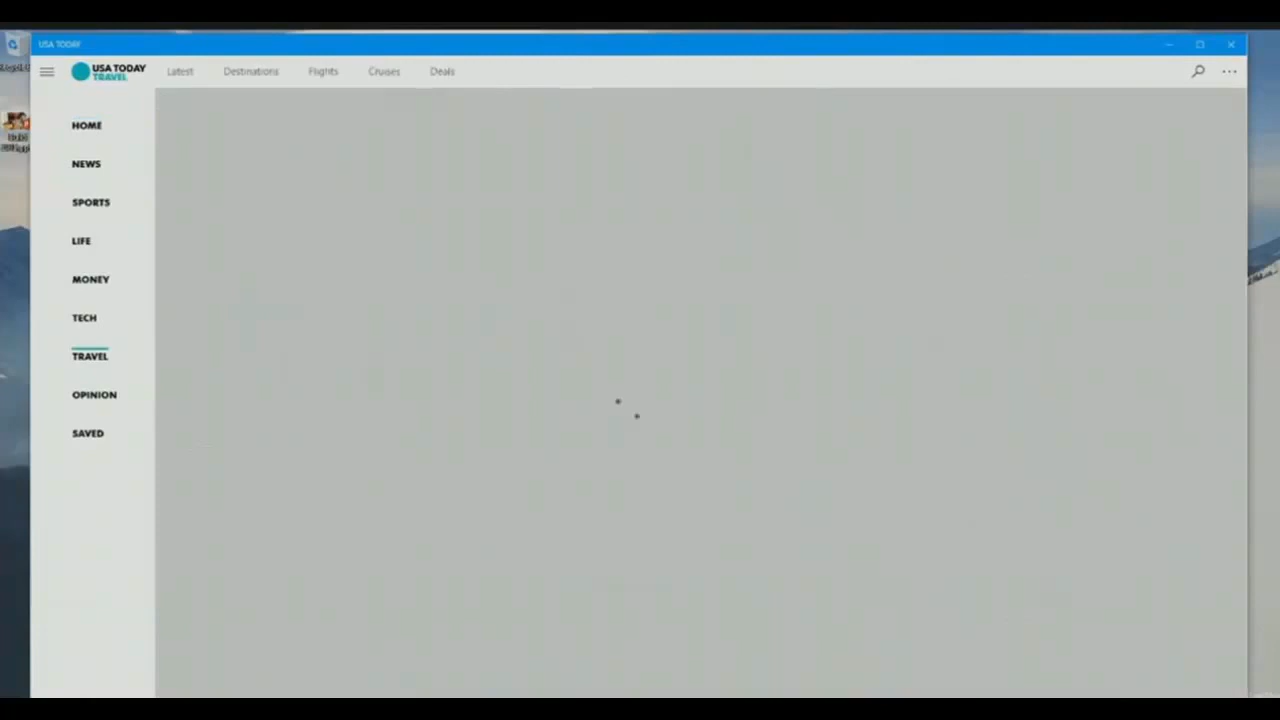 USA TODAY
USA TODAY
TRAVEL
Latest
Destinations
Flights
Cruises
Deals
HOME
NEWS
SPORTS
LIFE
MONEY
TECH
TRAVEL
OPINION
SAVED